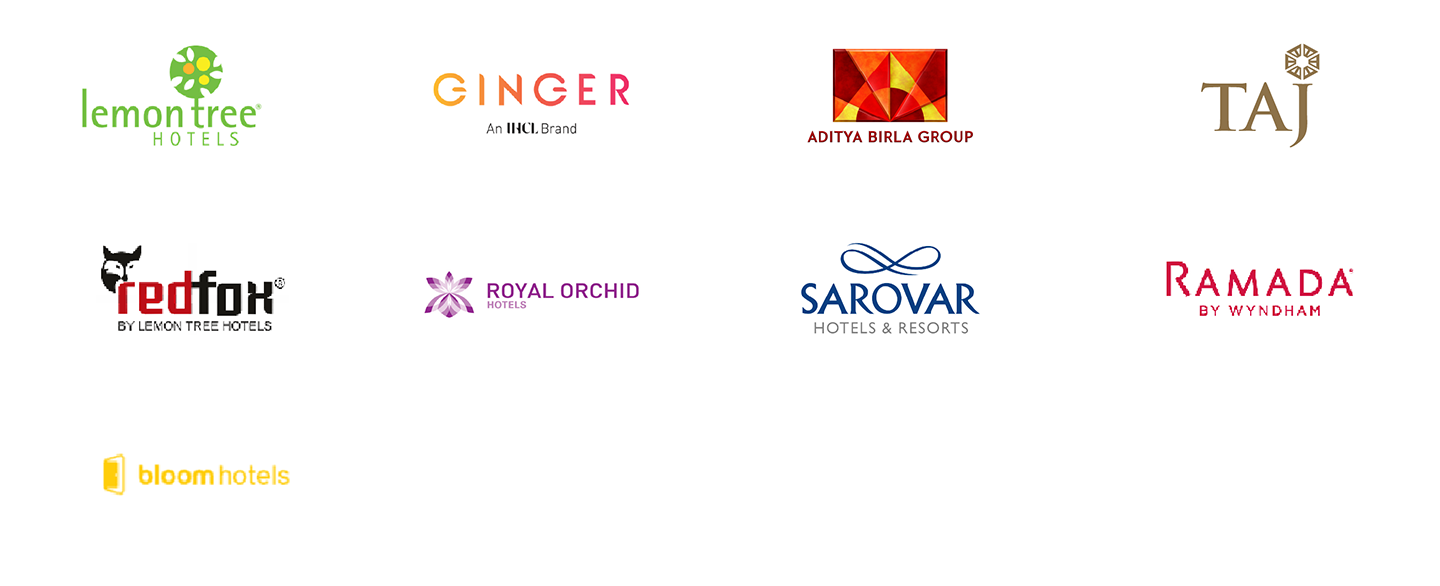 lemon tree®
HOTELS
GINGER
An IHCL Brand
ADITYA BIRLA GROUP
TAJ
redfox®
BY LEMON TREE HOTELS
ROYAL ORCHID
HOTELS
SAROVAR
HOTELS & RESORTS
RAMADA®
BY WYNDHAM
bloomhotels